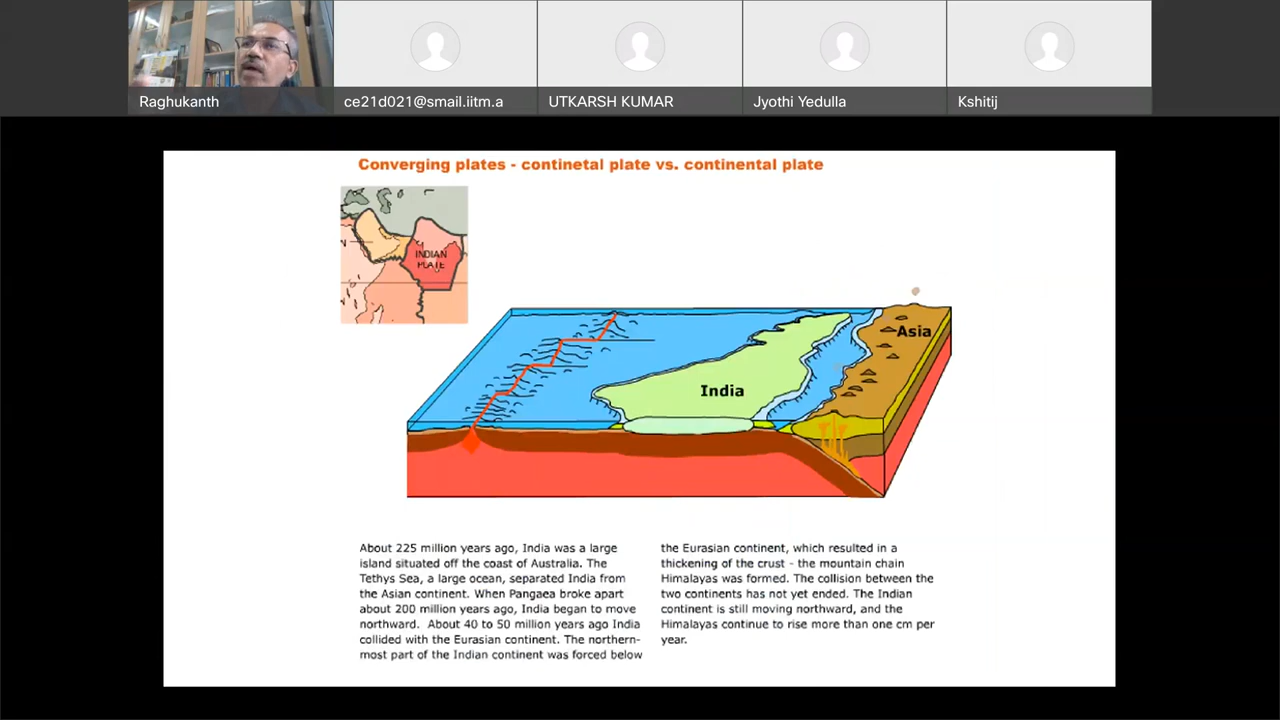 Raghukanth
ce21d021@smail.iitm.a
UTKARSH KUMAR
Jyothi Yedulla
Kshitij
Converging plates - continetal plate vs. continental plate
INDIAN
PLATE
Asia
India
About 225 million years ago, India was a large
island situated off the coast of Australia. The
Tethys Sea, a large ocean, separated India from
the Asian continent. When Pangaea broke apart
about 200 million years ago, India began to move
northward. About 40 to 50 million years ago India
collided with the Eurasian continent. The northern-
most part of the Indian continent was forced below
the Eurasian continent, which resulted in a
thickening of the crust - the mountain chain
Himalayas was formed. The collision between the
two continents has not yet ended. The Indian
continent is still moving northward, and the
Himalayas continue to rise more than one cm per
year.